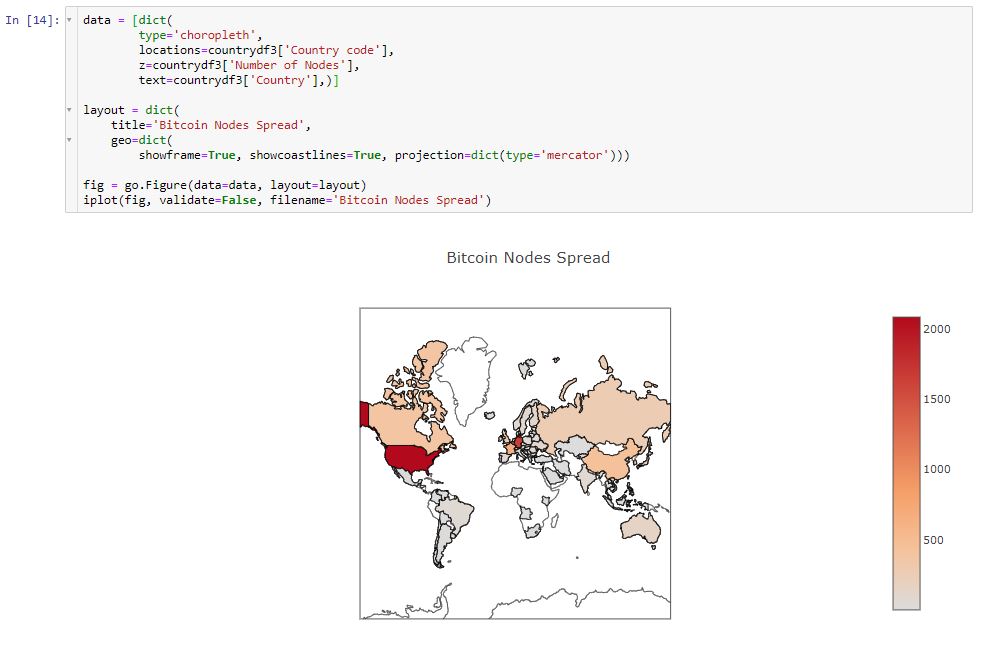 In [14]:
data = [dict(
type='choropleth',
locations=countrydf3['Country code'],
z=countrydf3['Number of Nodes'],
text=countrydf3['Country'],)]
layout = dict(
title='Bitcoin Nodes Spread',
geo=dict(
showframe=True, showcoastlines=True, projection=dict(type='mercator')))
fig = go.Figure(data=data, layout=layout)
iplot(fig, validate=False, filename='Bitcoin Nodes Spread')
Bitcoin Nodes Spread
2000
1500
1000
500